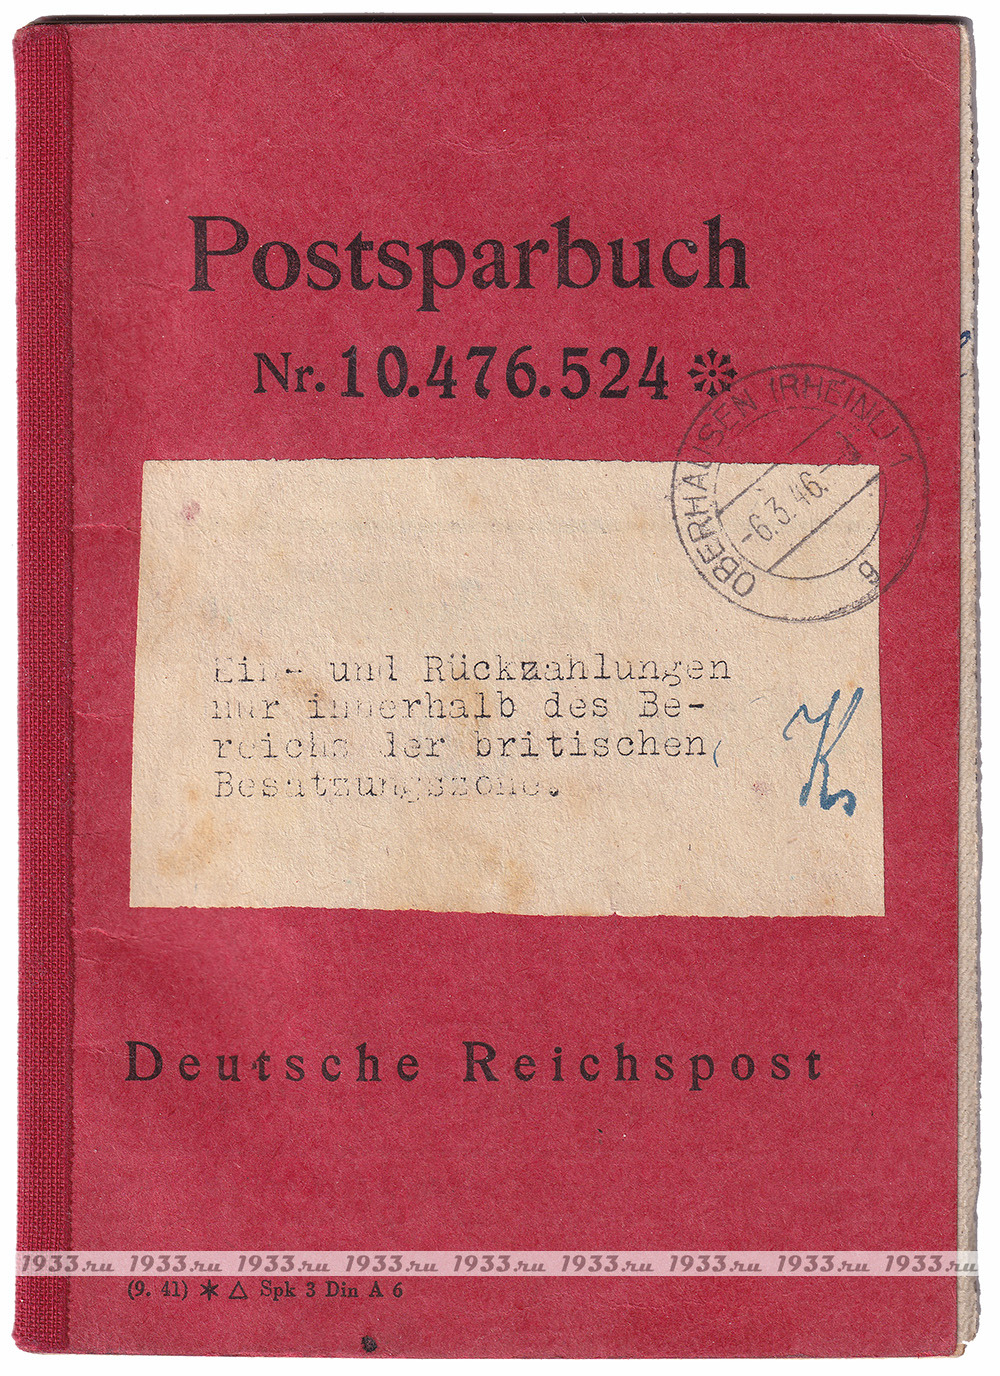 Postsparbuch
Nr. 10.476.524
OBERHAUSEN (RHEINL) 1
-6.3.46.-7
g
Ein- und Rückzahlungen
nur innerhalb des Be-
reichs der britischen
Besatzungszone.
Deutsche Reichspost
1933.ru 1933.ru 1933.ru 1933.ru 1933.ru 1933.ru 1933.ru 1933.ru 1933.ru
(9. 41) Spk 3 Din A 6